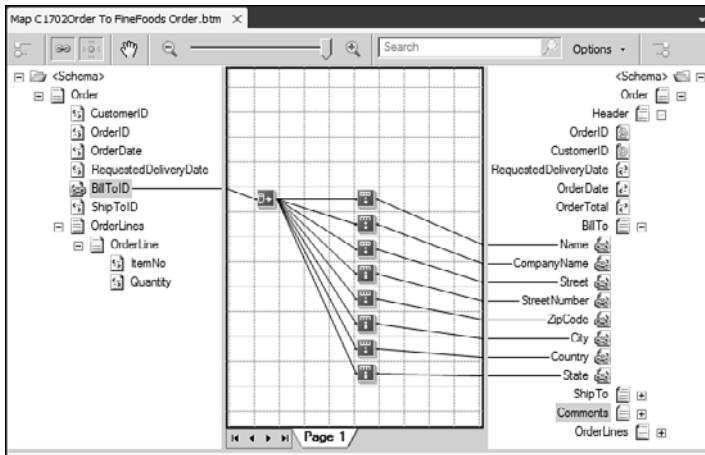 Map C1702Order To FineFoods Order.btm ×
Search
Options
<Schema>
Order
CustomerID
OrderID
OrderDate
RequestedDeliveryDate
BillToID
ShipToID
OrderLines
OrderLine
ItemNo
Quantity
<Schema>
Order
Header
OrderID
CustomerID
RequestedDeliveryDate
OrderDate
OrderTotal
BillTo
Name
CompanyName
Street
StreetNumber
ZipCode
City
Country
State
ShipTo
Comments
OrderLines
Page 1